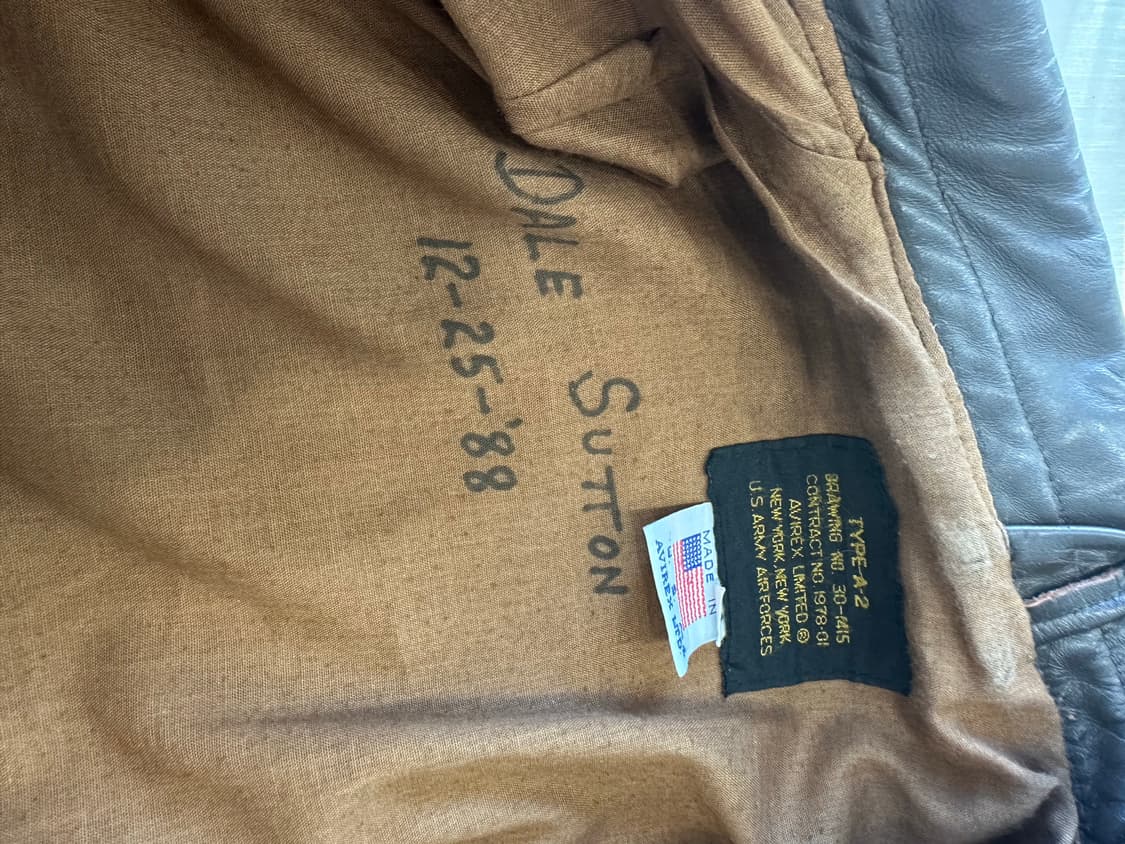 DALE SUTTON
12-25-'88
TYPE A-2
DRAWING NO. 30-1415
CONTRACT NO. 1978-01
AVIREX LIMITED ®
NEW YORK, NEW YORK
U.S. ARMY AIR FORCES
MADE IN
AVIREX